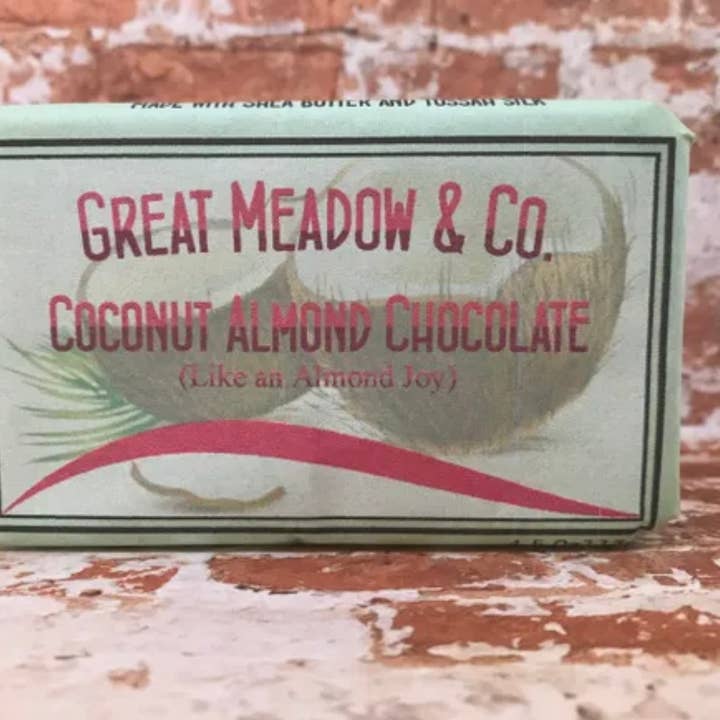 MADE WITH SHEA BUTTER AND TUSSAH SILK
GREAT MEADOW & CO.
COCONUT ALMOND CHOCOLATE
(Like an Almond Joy)